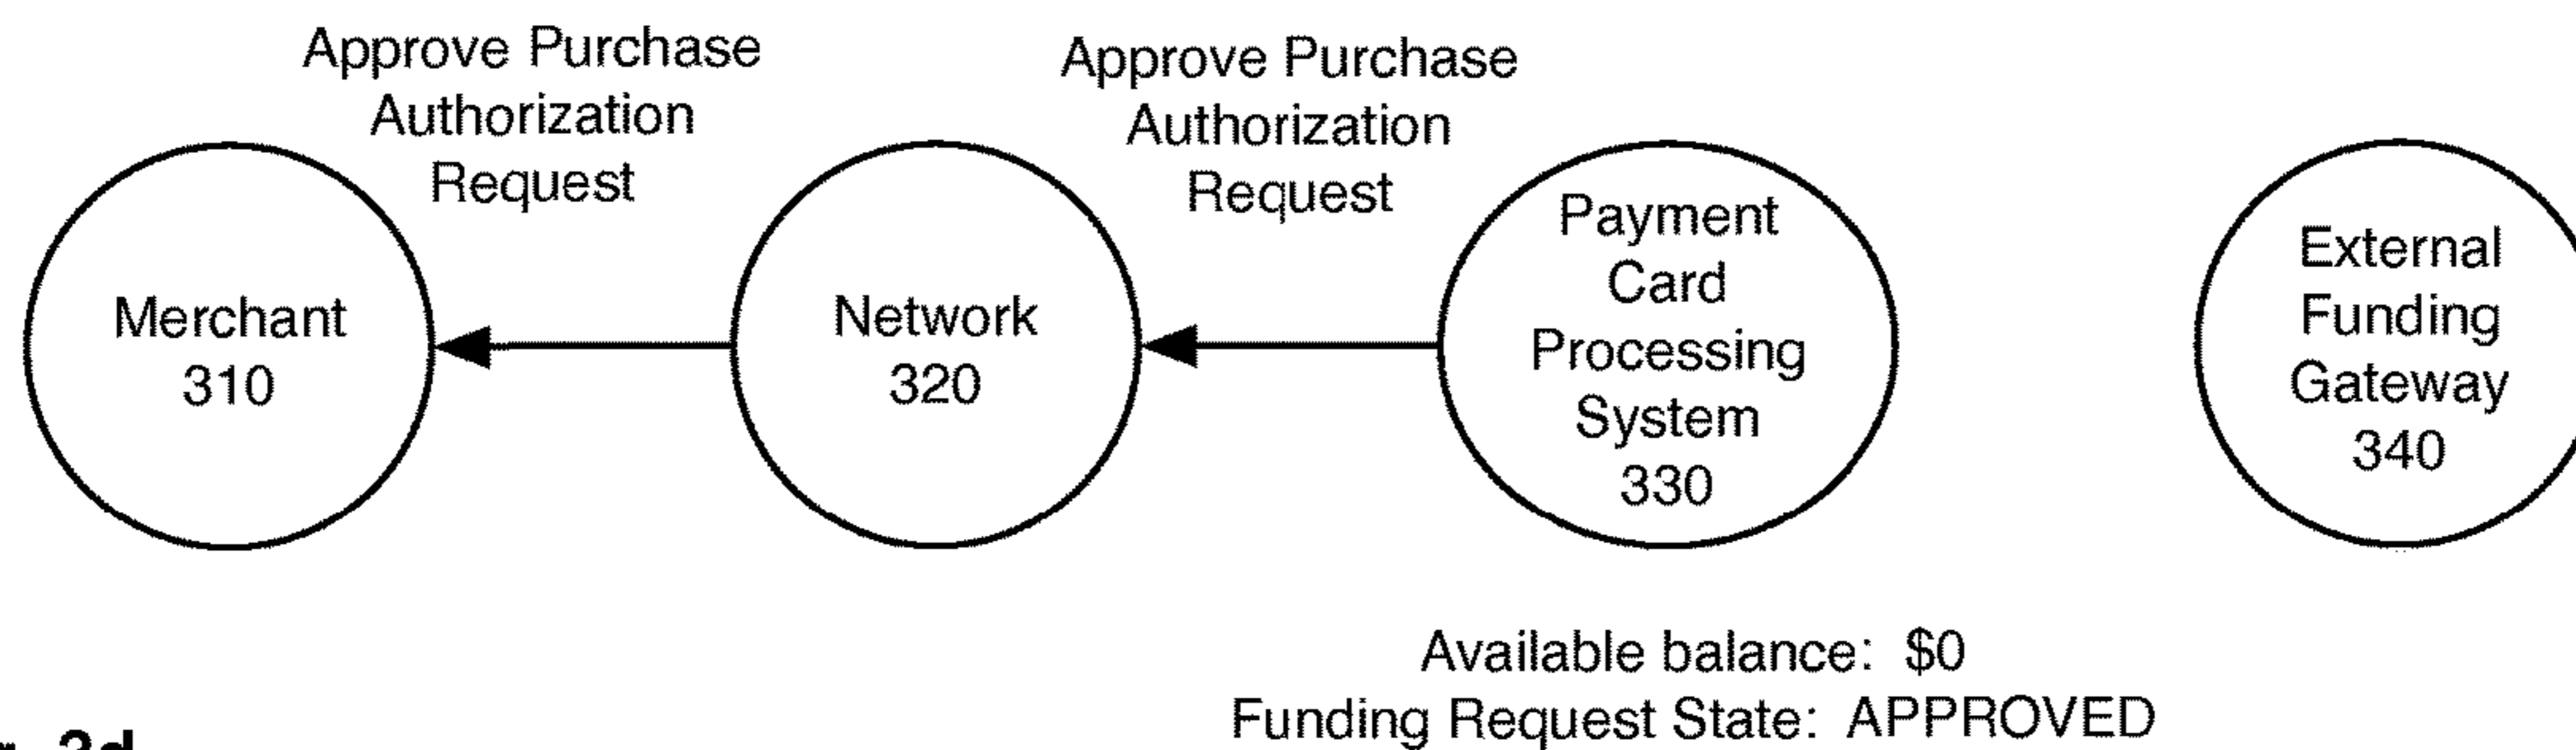 Approve Purchase
Authorization
Request
Approve Purchase
Authorization
Request
Merchant
310
Network
320
Payment
Card
Processing
System
330
External
Funding
Gateway
340
Available balance: $0
Funding Request State: APPROVED
3d